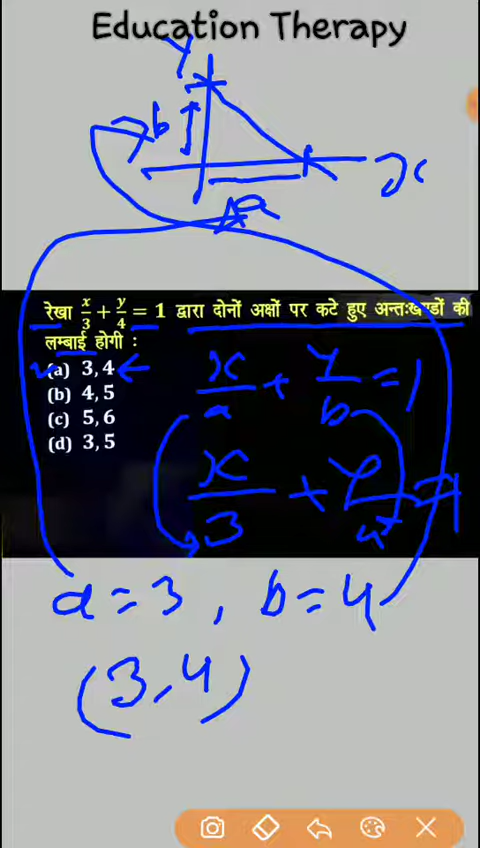 Education Therapy
y
b
x
a
रेखा x/3 + y/4 = 1 द्वारा दोनों अक्षों पर कटे हुए अन्तःखण्डों की
लम्बाई होगी :
(a) 3, 4
(b) 4, 5
(c) 5, 6
(d) 3, 5
x/a + y/b = 1
x/3 + y/4 = 1
a = 3 , b = 4
(3, 4)